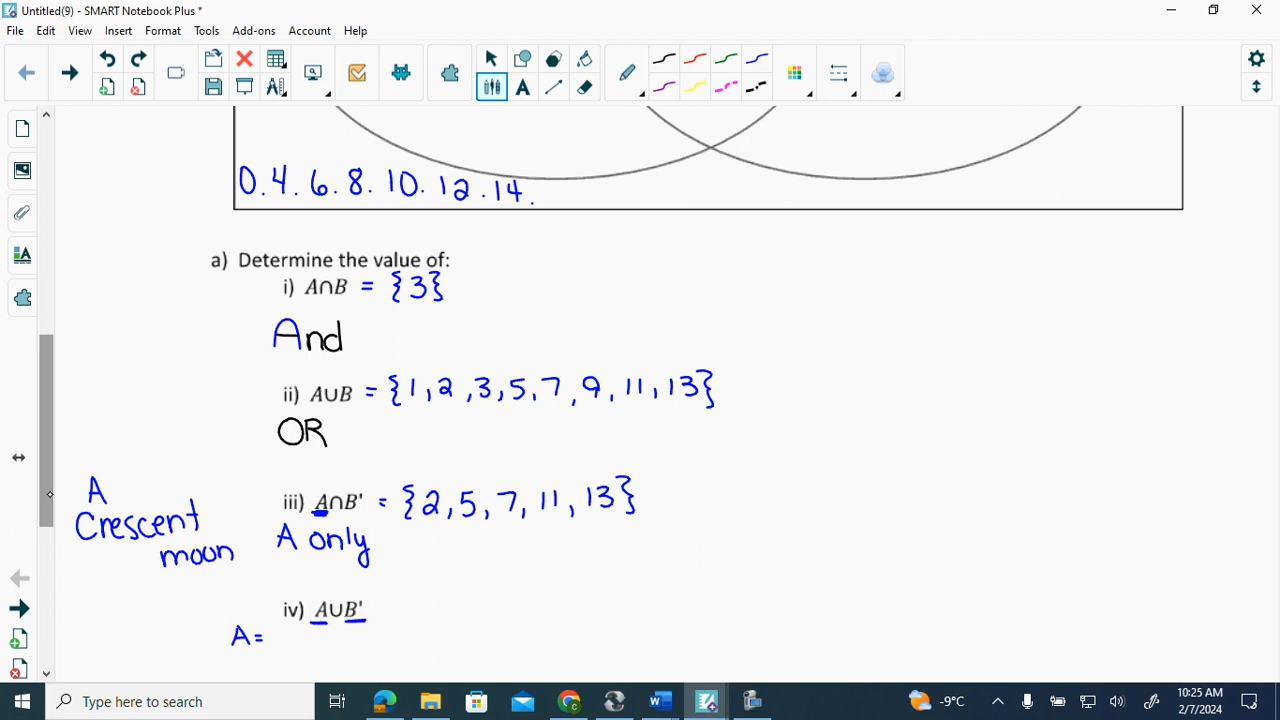 Untitled(9) - SMART Notebook Plus *
File Edit View Insert Format Tools Add-ons Account Help
0. 4. 6. 8. 10. 12. 14.
a) Determine the value of:
i) A∩B = {3}
And
ii) A∪B = {1, 2, 3, 5, 7, 9, 11, 13}
OR
iii) A∩B' = {2, 5, 7, 11, 13}
A only
A
Crescent
moon
iv) A∪B'
A =
Type here to search
-9°C
10:25 AM
2/7/2024